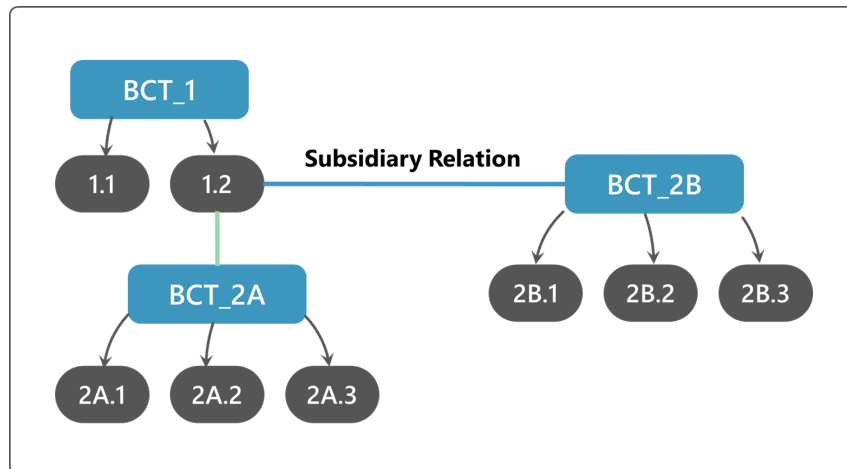 BCT_1
1.1
1.2
Subsidiary Relation
BCT_2B
2B.1
2B.2
2B.3
BCT_2A
2A.1
2A.2
2A.3